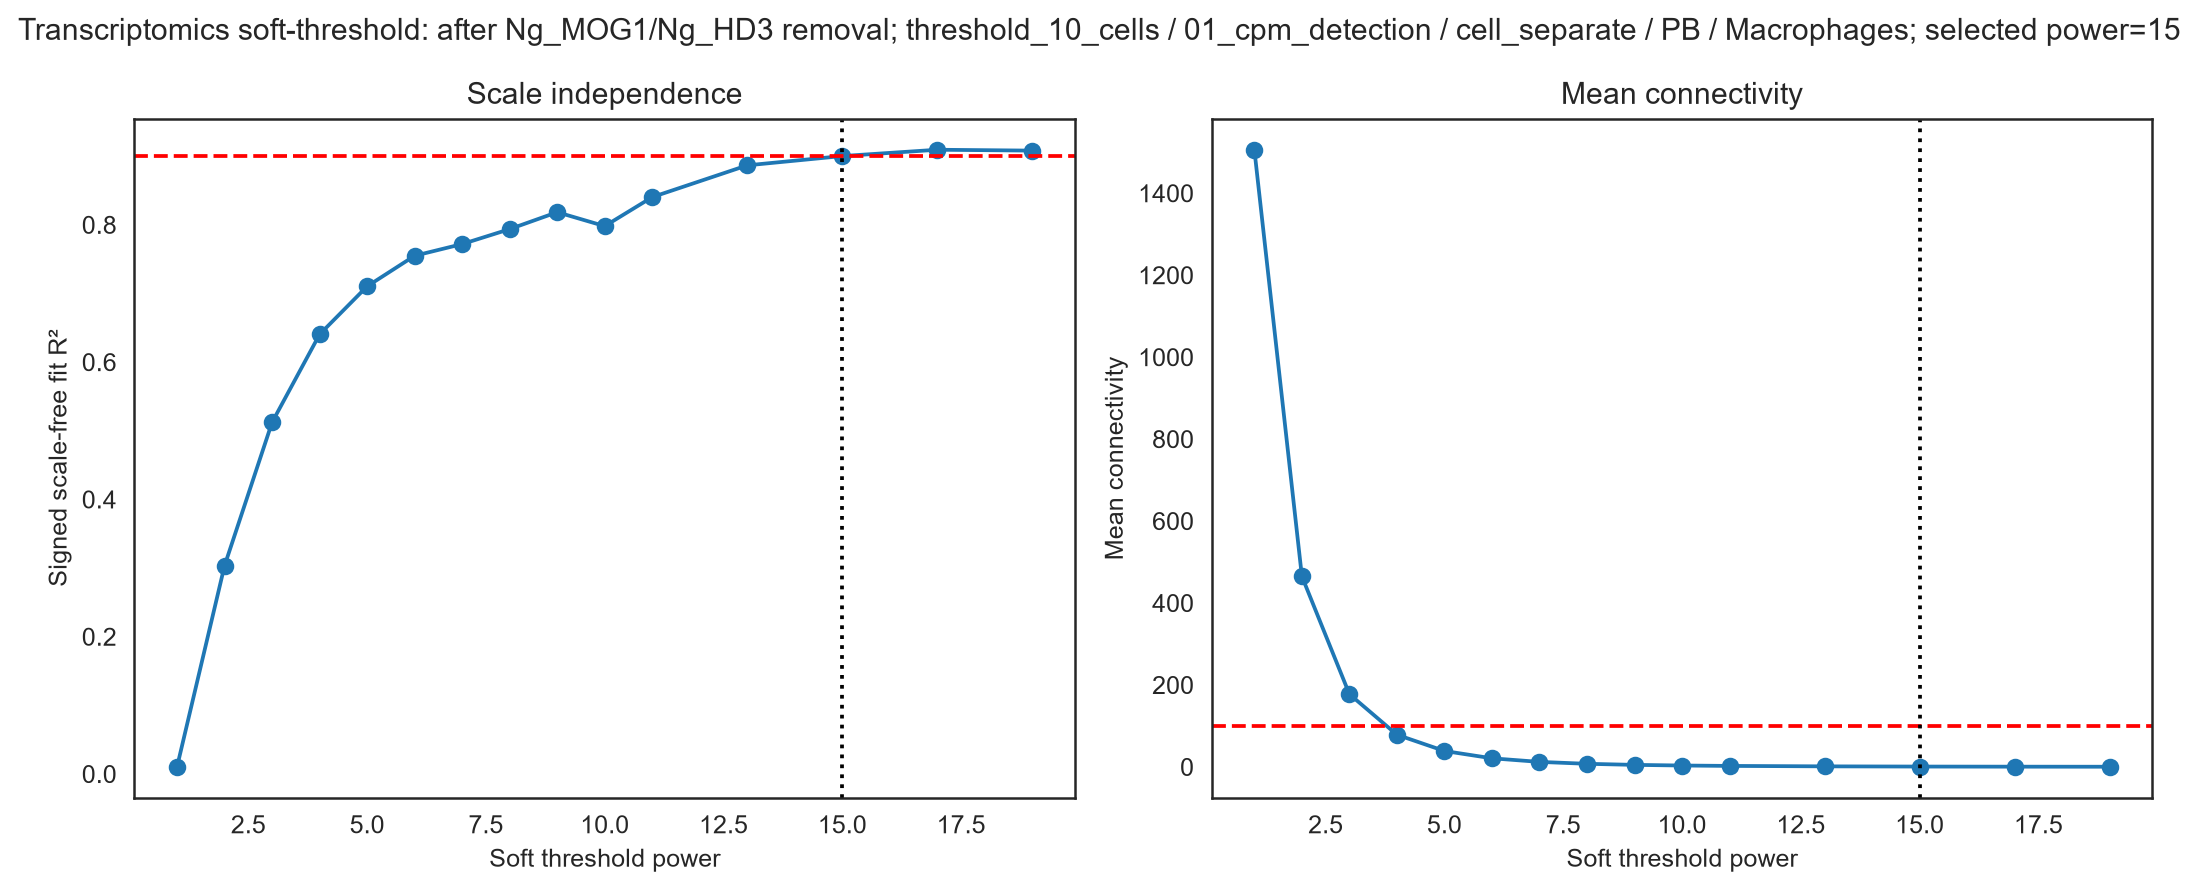 Transcriptomics soft-threshold: after Ng_MOG1/Ng_HD3 removal; threshold_10_cells / 01_cpm_detection / cell_separate / PB / Macrophages; selected power=15
Scale independence
Signed scale-free fit R²
0.8
0.6
0.4
0.2
0.0
2.5 5.0 7.5 10.0 12.5 15.0 17.5
Soft threshold power
Mean connectivity
Mean connectivity
1400
1200
1000
800
600
400
200
0
2.5 5.0 7.5 10.0 12.5 15.0 17.5
Soft threshold power